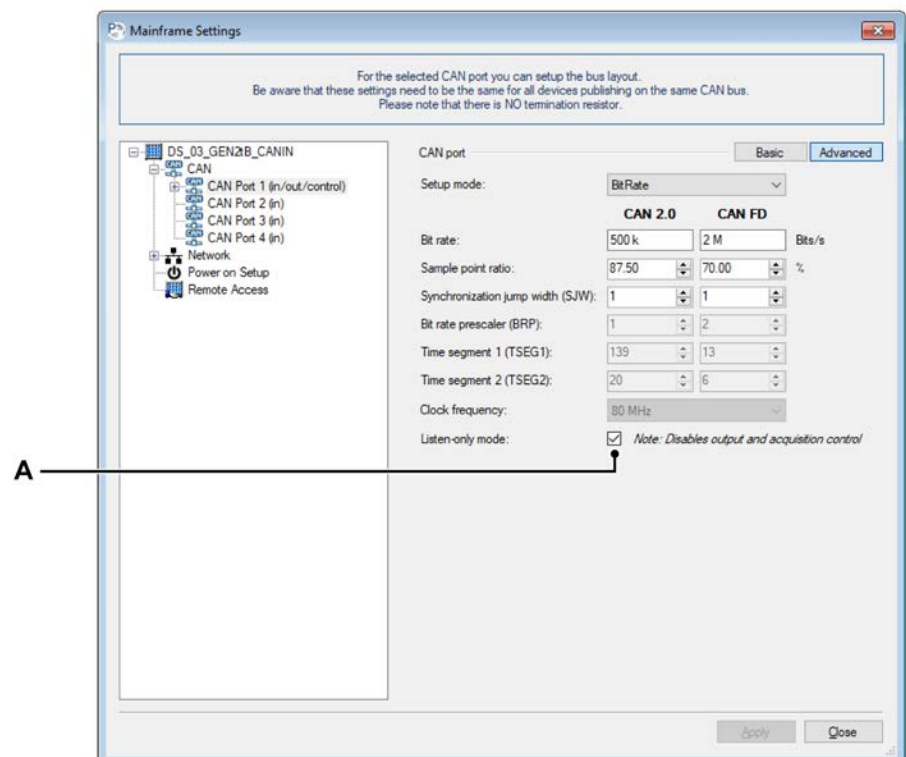 Mainframe Settings
For the selected CAN port you can setup the bus layout.
Be aware that these settings need to be the same for all devices publishing on the same CAN bus.
Please note that there is NO termination resistor.
DS_03_GEN2tB_CANIN
CAN
CAN Port 1 (in/out/control)
CAN Port 2 (in)
CAN Port 3 (in)
CAN Port 4 (in)
Network
Power on Setup
Remote Access
CAN port Basic Advanced
Setup mode: BitRate
CAN 2.0 CAN FD
Bit rate: 500 k 2 M Bits/s
Sample point ratio: 87.50 70.00 %
Synchronization jump width (SJW): 1 1
Bit rate prescaler (BRP): 1 2
Time segment 1 (TSEG1): 139 13
Time segment 2 (TSEG2): 20 6
Clock frequency: 80 MHz
Listen-only mode: Note: Disables output and acquisition control
A
Apply Close